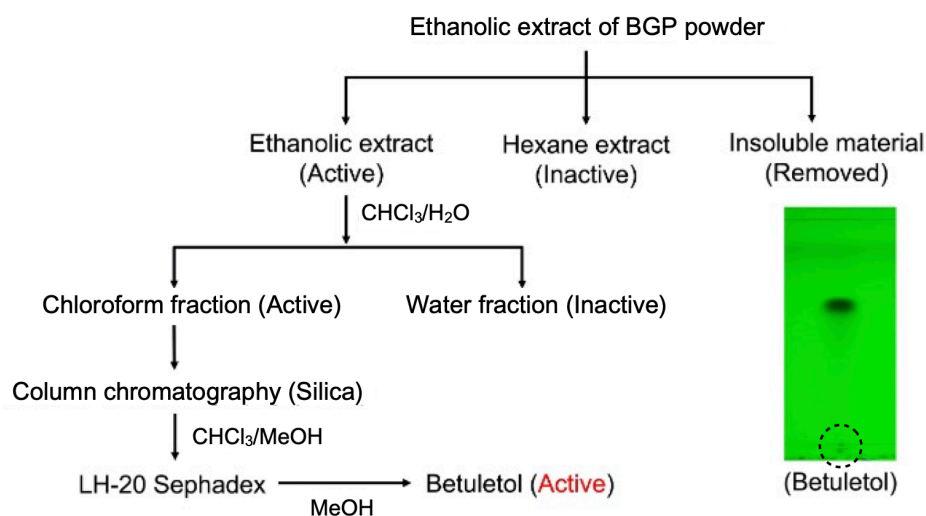 Ethanolic extract of BGP powder
Ethanolic extract
(Active)
Hexane extract
(Inactive)
Insoluble material
(Removed)
CHCl₃/H₂O
Chloroform fraction (Active)
Water fraction (Inactive)
Column chromatography (Silica)
CHCl₃/MeOH
LH-20 Sephadex
MeOH
Betuletol (Active)
(Betuletol)